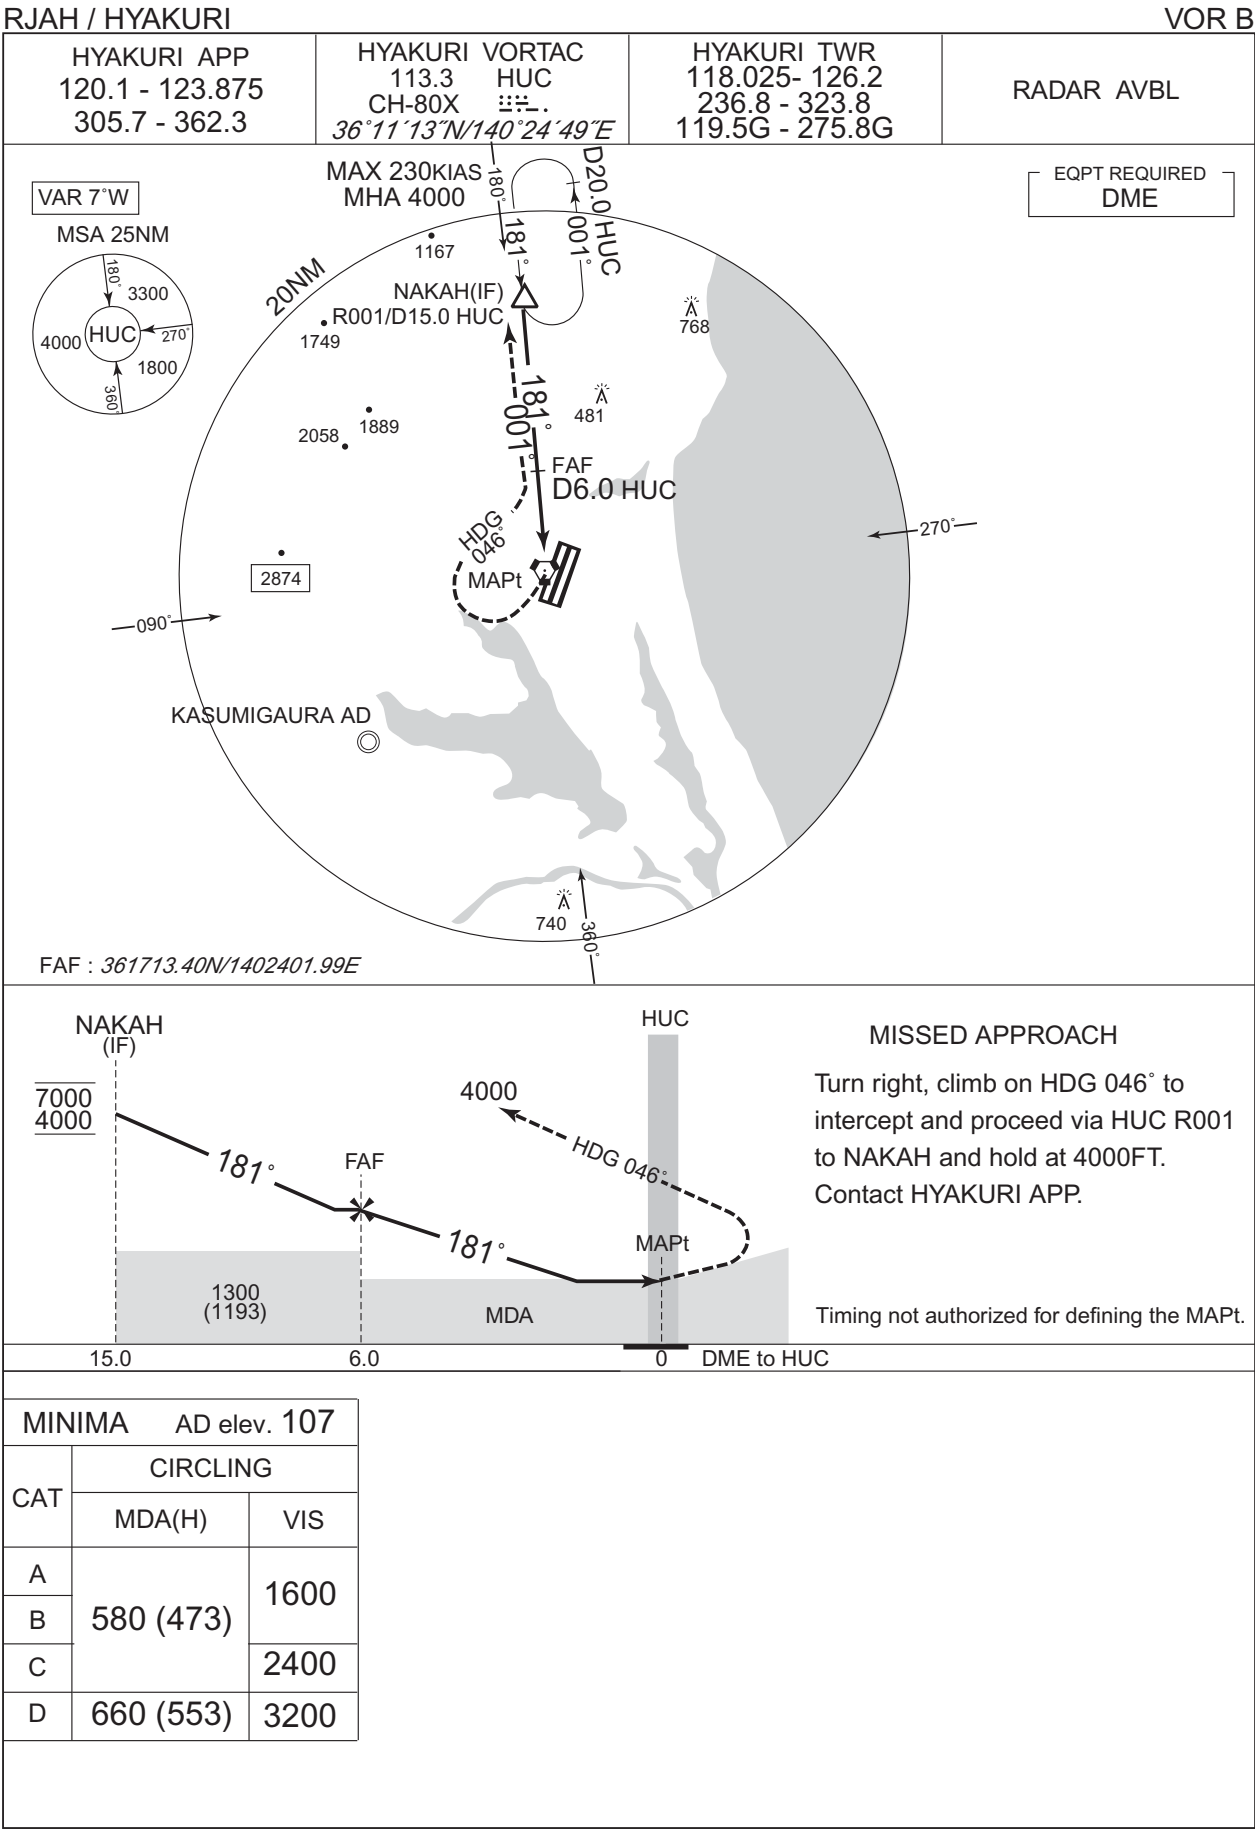 RJAH / HYAKURI
VOR B
HYAKURI APP
120.1 - 123.875
305.7 - 362.3
HYAKURI VORTAC
113.3 HUC
CH-80X
36°11´13˝N/140°24´49˝E
HYAKURI TWR
118.025- 126.2
236.8 - 323.8
119.5G - 275.8G
RADAR AVBL
EQPT REQUIRED
DME
VAR 7°W
MSA 25NM
180°
3300
HUC
270°
4000
1800
360°
MAX 230KIAS
MHA 4000
180°
181°
D20.0 HUC
001°
1167
20NM
NAKAH(IF)
R001/D15.0 HUC
1749
768
181°
001°
481
1889
2058
FAF
D6.0 HUC
HDG
046°
MAPt
270°
2874
090°
KASUMIGAURA AD
740
360°
FAF : 361713.40N/1402401.99E
NAKAH
(IF)
7000
4000
181°
FAF
181°
4000
HDG 046°
HUC
MAPt
1300
(1193)
MDA
15.0
6.0
0
DME to HUC
MISSED APPROACH
Turn right, climb on HDG 046° to
intercept and proceed via HUC R001
to NAKAH and hold at 4000FT.
Contact HYAKURI APP.
Timing not authorized for defining the MAPt.
MINIMA AD elev. 107
CAT
CIRCLING
MDA(H)
VIS
A
580 (473)
1600
B
C
2400
D
660 (553)
3200